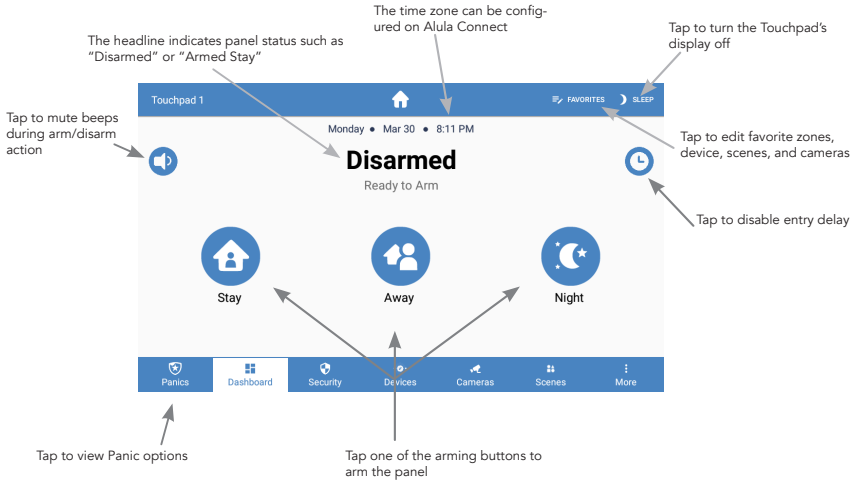 The time zone can be config-
ured on Alula Connect
Tap to turn the Touchpad's
display off
The headline indicates panel status such as
“Disarmed” or “Armed Stay”
Touchpad 1
FAVORITES
SLEEP
Tap to mute beeps
during arm/disarm
action
Monday ● Mar 30 ● 8:11 PM
Tap to edit favorite zones,
device, scenes, and cameras
Disarmed
Ready to Arm
Tap to disable entry delay
Stay
Away
Night
Panics
Dashboard
Security
Devices
Cameras
Scenes
More
Tap to view Panic options
Tap one of the arming buttons to
arm the panel